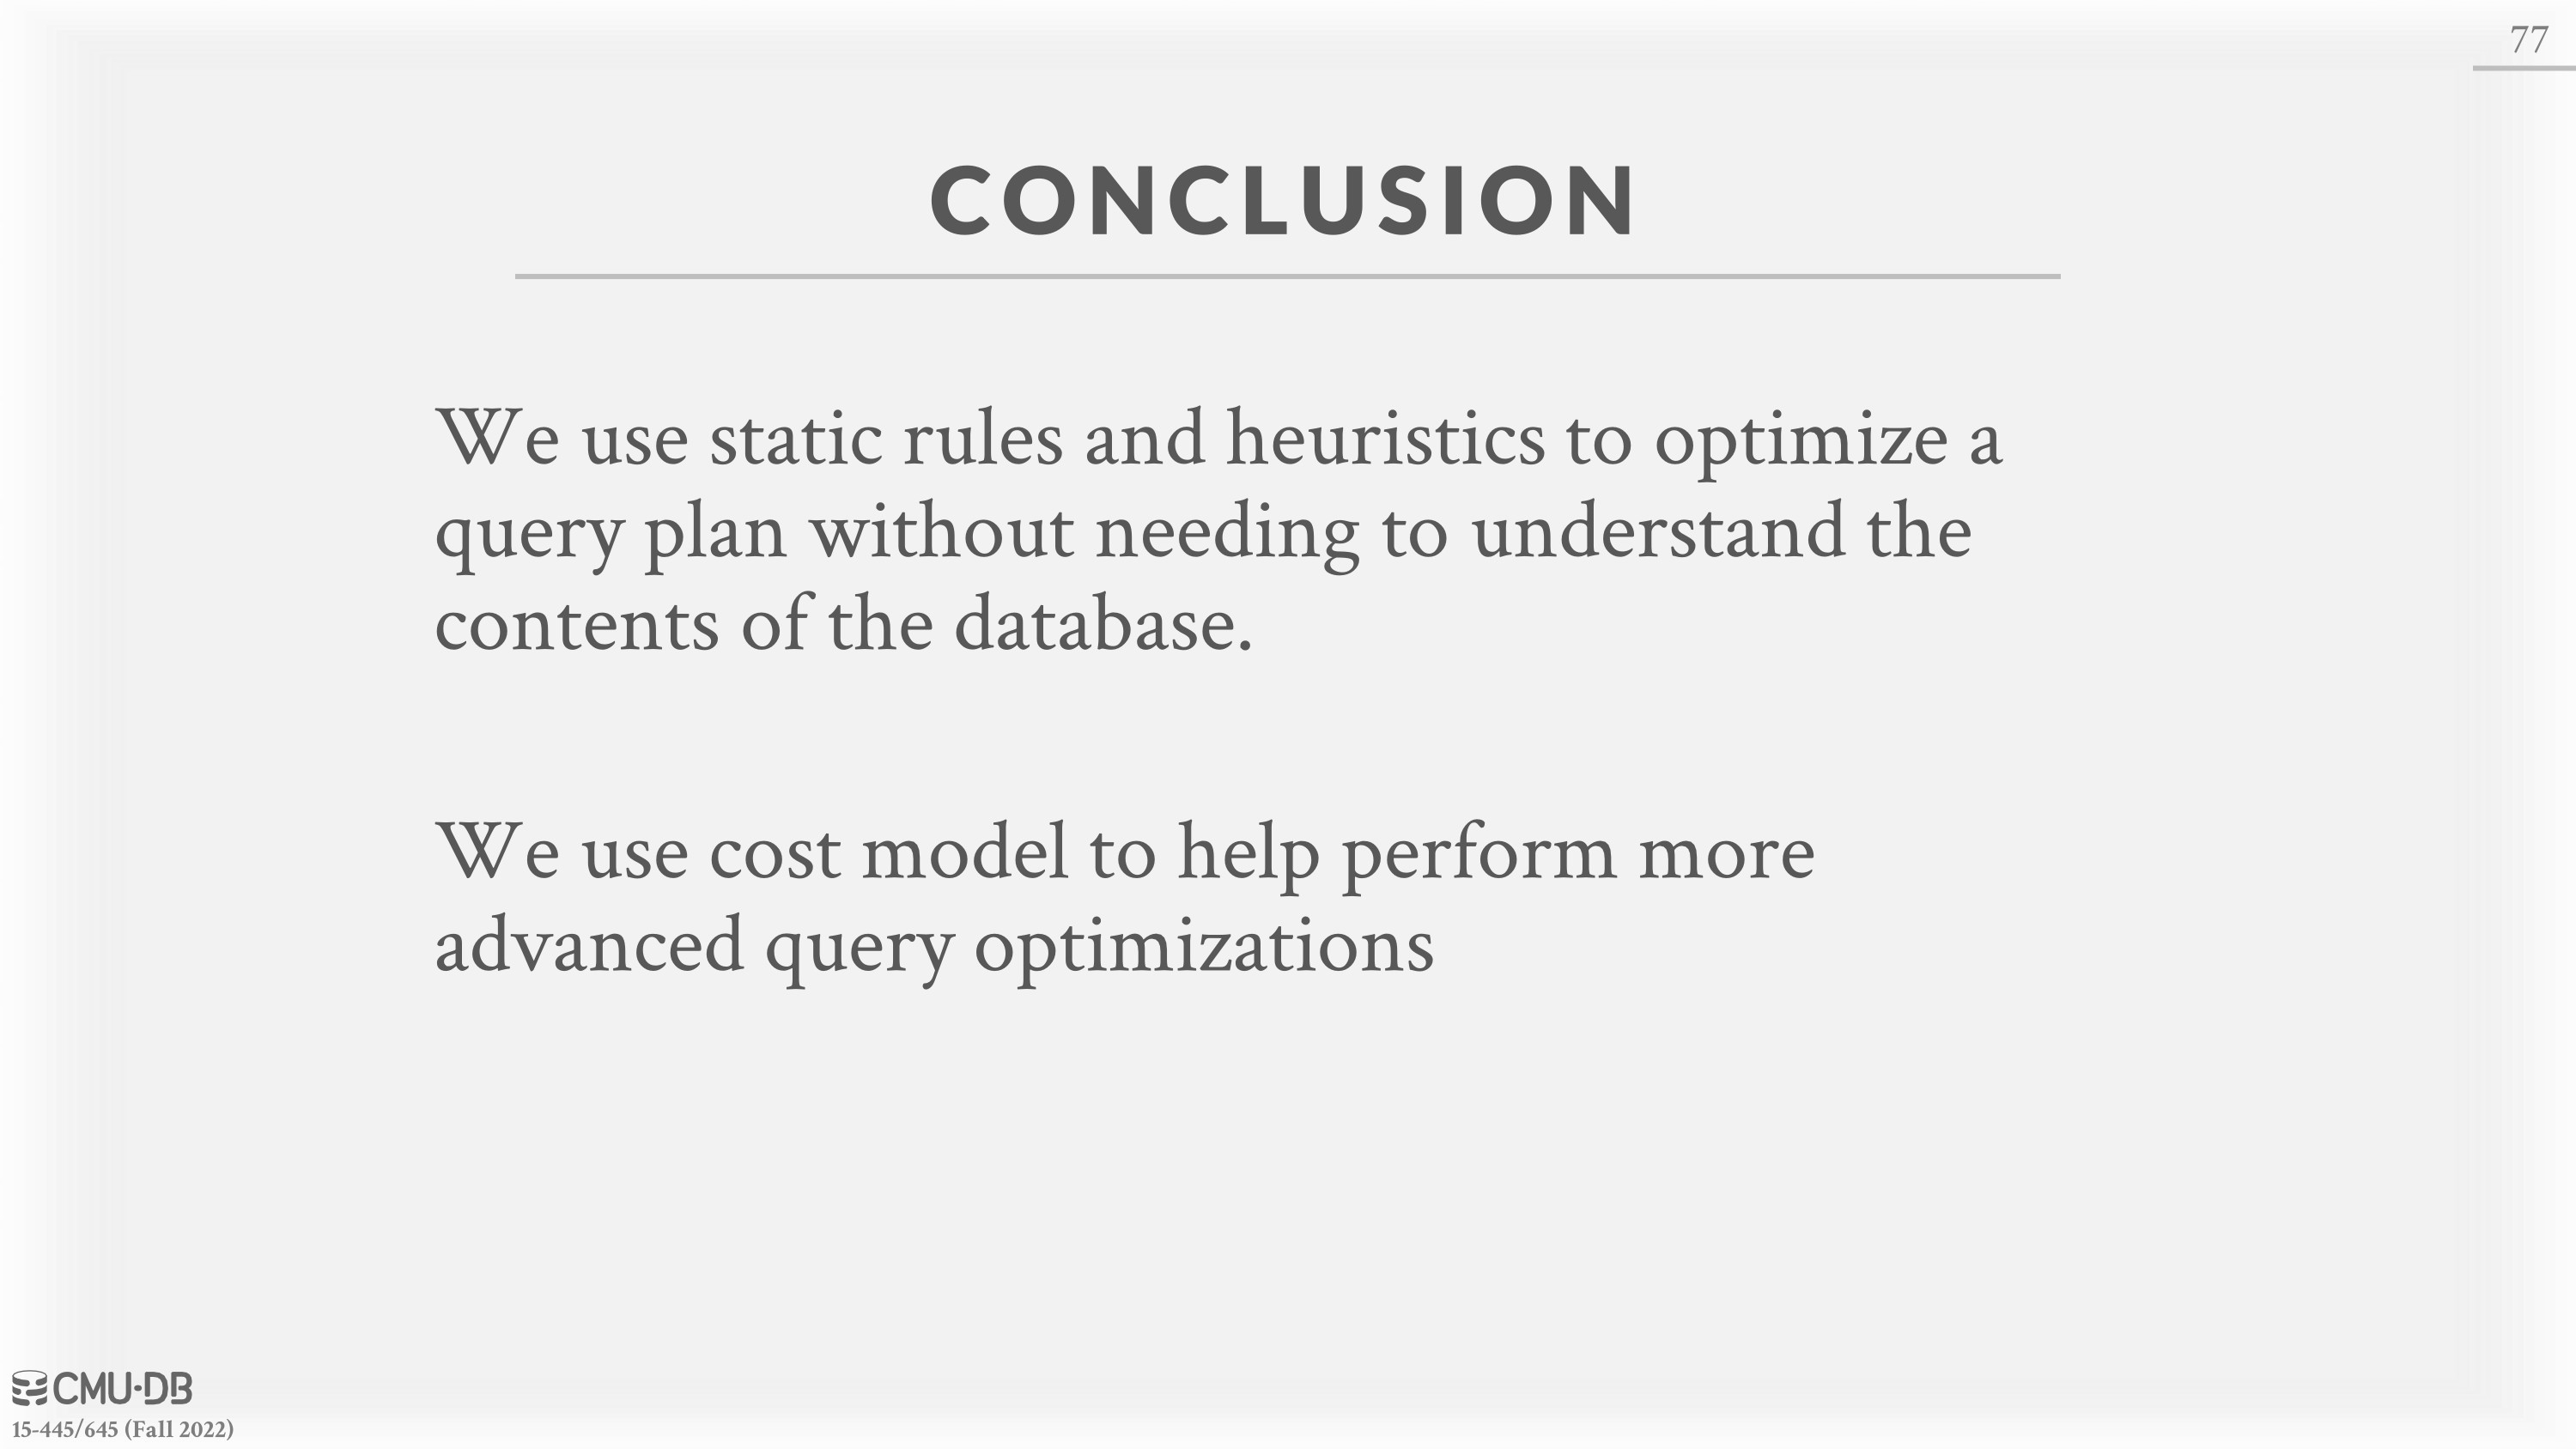 77
CONCLUSION
We use static rules and heuristics to optimize a
query plan without needing to understand the
contents of the database.
We use cost model to help perform more
advanced query optimizations
CMU·DB
15-445/645 (Fall 2022)